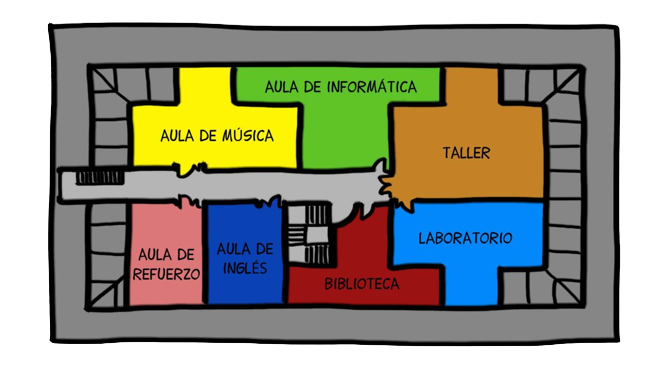 AULA DE INFORMÁTICA
AULA DE MÚSICA
TALLER
AULA DE
REFUERZO
AULA DE
INGLÉS
LABORATORIO
BIBLIOTECA